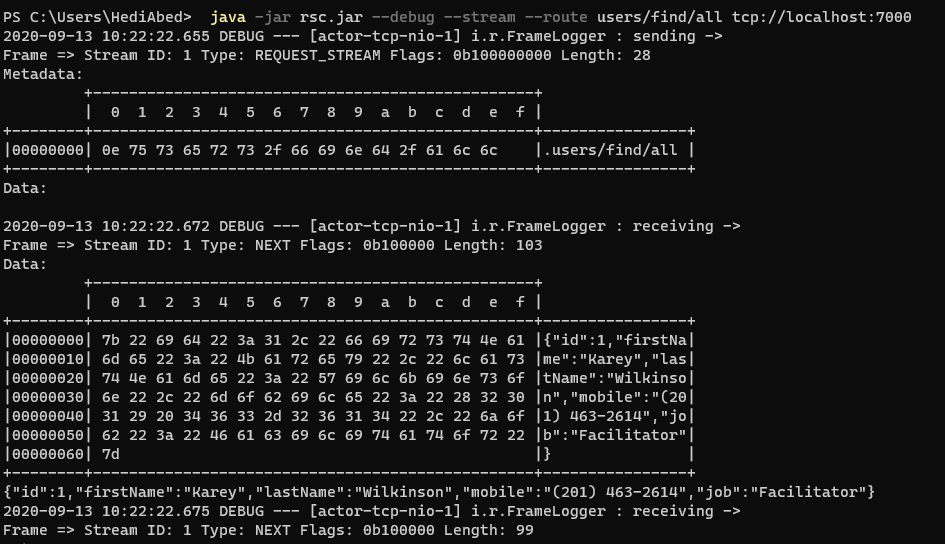 PS C:\Users\HediAbed>  java -jar rsc.jar --debug --stream --route users/find/all tcp://localhost:7000
2020-09-13 10:22:22.655 DEBUG --- [actor-tcp-nio-1] i.r.FrameLogger : sending ->
Frame => Stream ID: 1 Type: REQUEST_STREAM Flags: 0b100000000 Length: 28
Metadata:
         +-------------------------------------------------+
         |  0  1  2  3  4  5  6  7  8  9  a  b  c  d  e  f |
+--------+-------------------------------------------------+----------------+
|00000000| 0e 75 73 65 72 73 2f 66 69 6e 64 2f 61 6c 6c    |.users/find/all |
+--------+-------------------------------------------------+----------------+
Data:
2020-09-13 10:22:22.672 DEBUG --- [actor-tcp-nio-1] i.r.FrameLogger : receiving ->
Frame => Stream ID: 1 Type: NEXT Flags: 0b100000 Length: 103
Data:
         +-------------------------------------------------+
         |  0  1  2  3  4  5  6  7  8  9  a  b  c  d  e  f |
+--------+-------------------------------------------------+----------------+
|00000000| 7b 22 69 64 22 3a 31 2c 22 66 69 72 73 74 4e 61 |{"id":1,"firstNa|
|00000010| 6d 65 22 3a 22 4b 61 72 65 79 22 2c 22 6c 61 73 |me":"Karey","las|
|00000020| 74 4e 61 6d 65 22 3a 22 57 69 6c 6b 69 6e 73 6f |tName":"Wilkinso|
|00000030| 6e 22 2c 22 6d 6f 62 69 6c 65 22 3a 22 28 32 30 |n","mobile":"(20|
|00000040| 31 29 20 34 36 33 2d 32 36 31 34 22 2c 22 6a 6f |1) 463-2614","jo|
|00000050| 62 22 3a 22 46 61 63 69 6c 69 74 61 74 6f 72 22 |b":"Facilitator"|
|00000060| 7d                                              |}               |
+--------+-------------------------------------------------+----------------+
{"id":1,"firstName":"Karey","lastName":"Wilkinson","mobile":"(201) 463-2614","job":"Facilitator"}
2020-09-13 10:22:22.675 DEBUG --- [actor-tcp-nio-1] i.r.FrameLogger : receiving ->
Frame => Stream ID: 1 Type: NEXT Flags: 0b100000 Length: 99